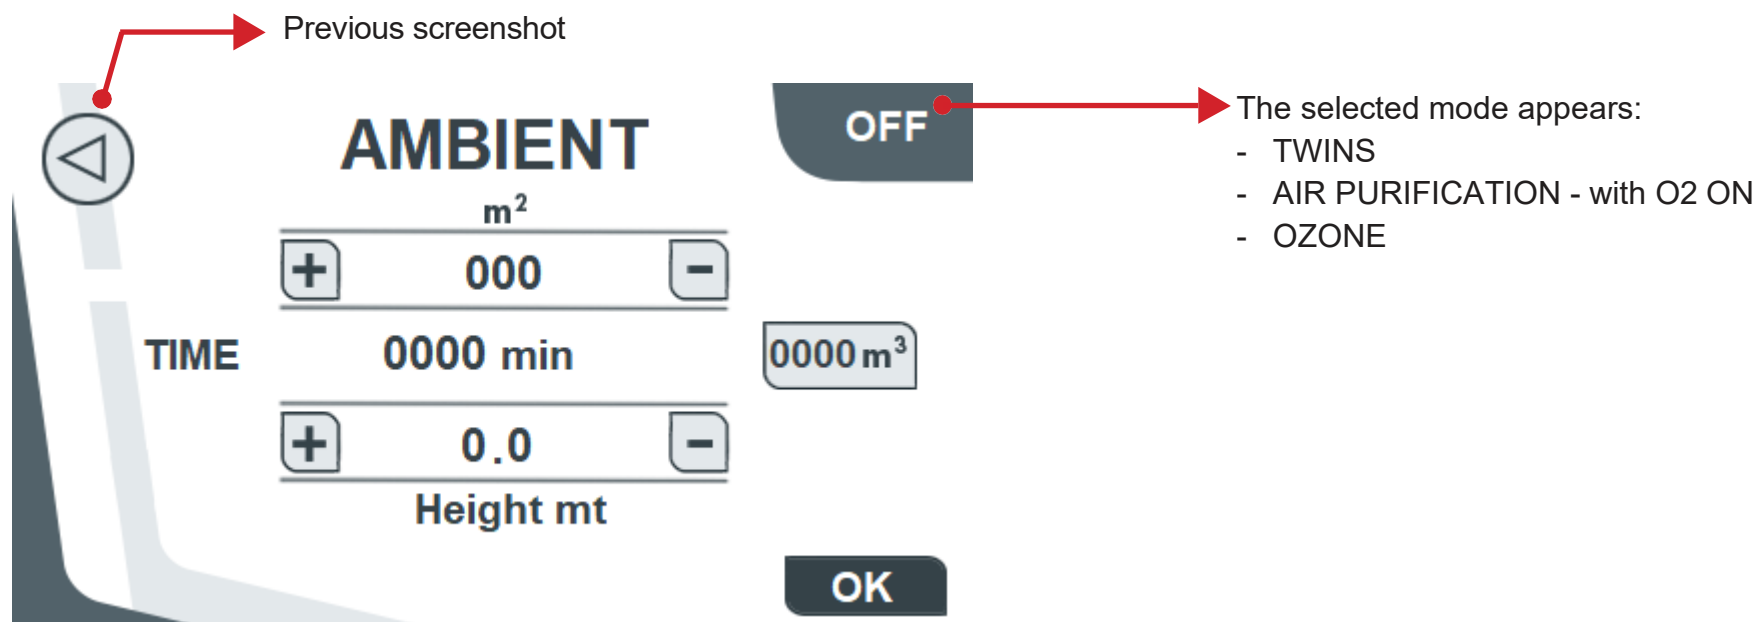 Previous screenshot
AMBIENT
OFF
The selected mode appears:
- TWINS
- AIR PURIFICATION - with O2 ON
- OZONE
m²
+ 000 -
TIME 0000 min 0000 m³
+ 0.0 -
Height mt
OK